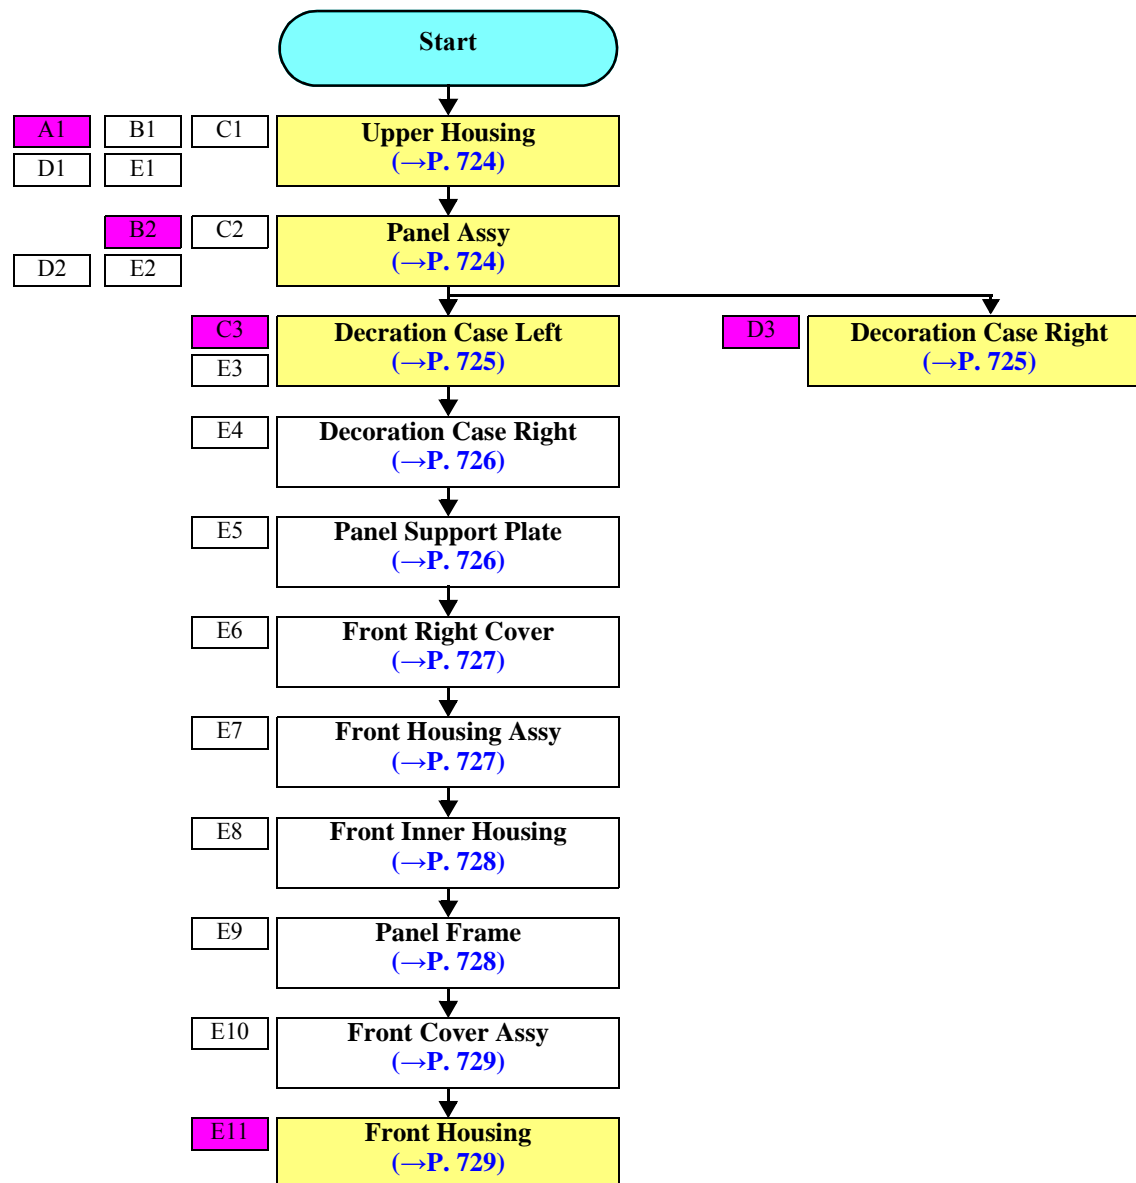 Start
A1 B1 C1 Upper Housing
D1 E1 (→P. 724)
B2 C2 Panel Assy
D2 E2 (→P. 724)
C3 Decration Case Left
E3 (→P. 725)
D3 Decoration Case Right
(→P. 725)
E4 Decoration Case Right
(→P. 726)
E5 Panel Support Plate
(→P. 726)
E6 Front Right Cover
(→P. 727)
E7 Front Housing Assy
(→P. 727)
E8 Front Inner Housing
(→P. 728)
E9 Panel Frame
(→P. 728)
E10 Front Cover Assy
(→P. 729)
E11 Front Housing
(→P. 729)